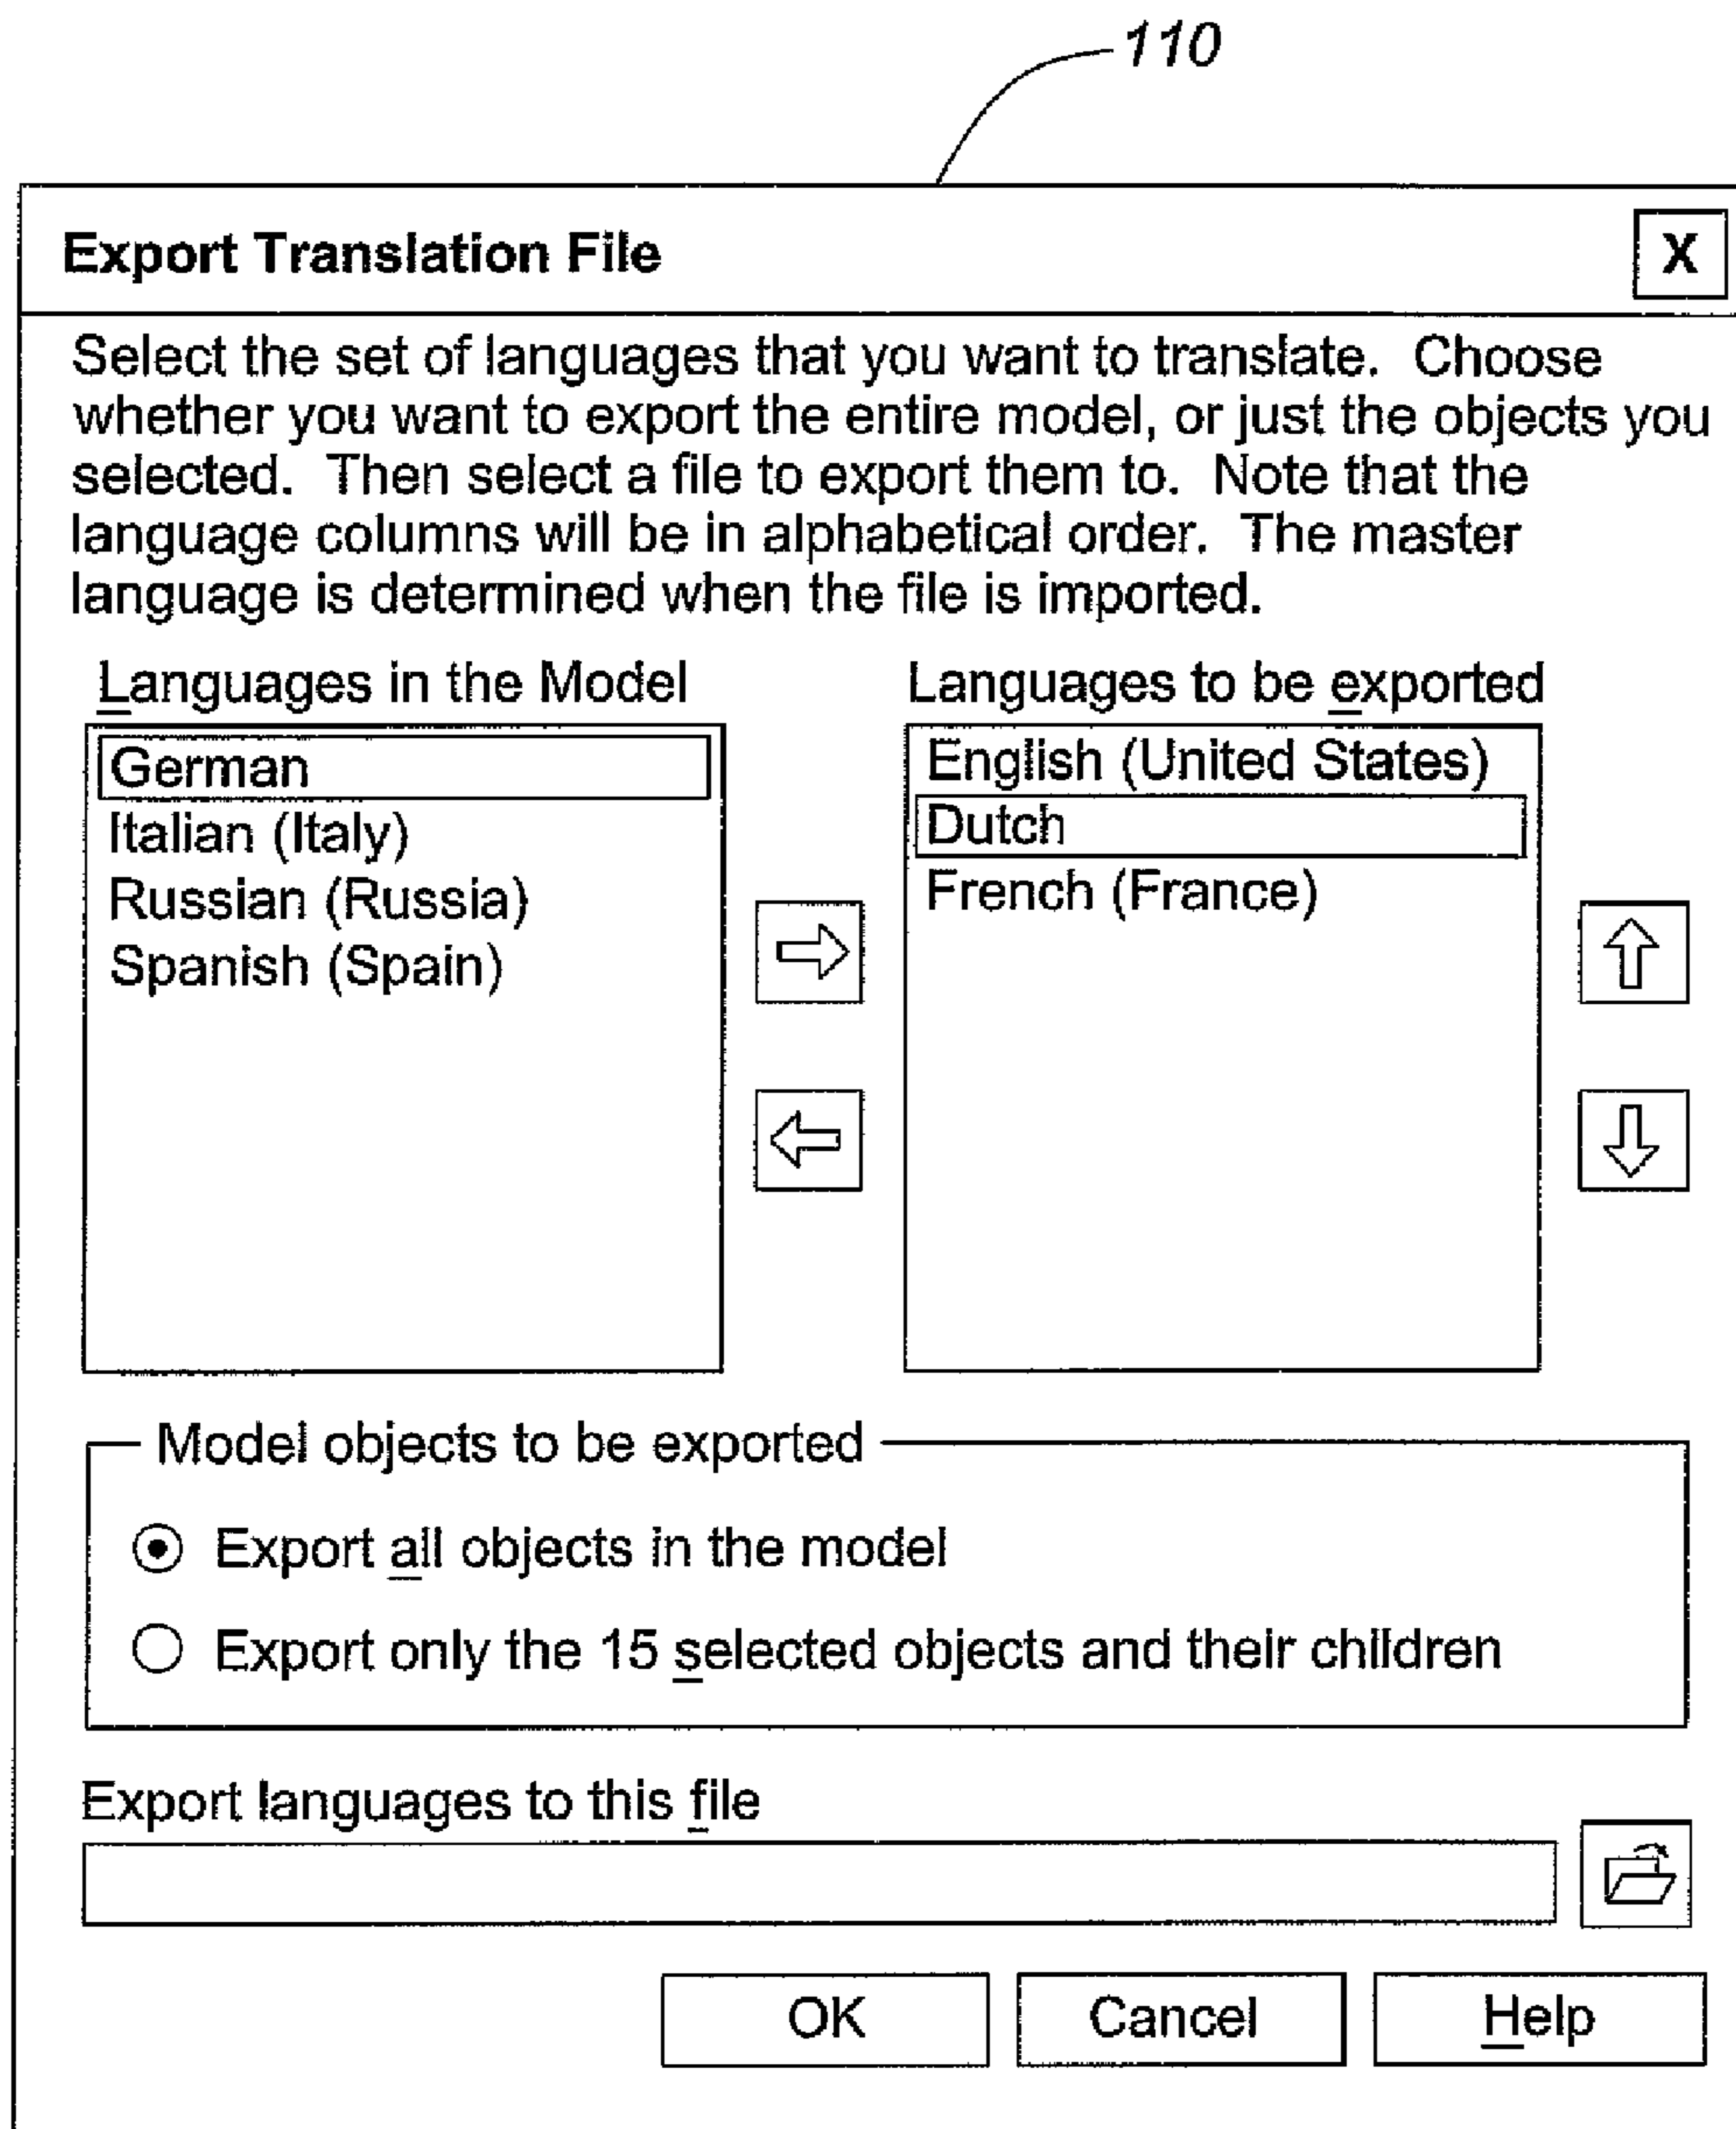 110
Export Translation File
X
Select the set of languages that you want to translate. Choose
whether you want to export the entire model, or just the objects you
selected. Then select a file to export them to. Note that the
language columns will be in alphabetical order. The master
language is determined when the file is imported.
Languages in the Model
German
Italian (Italy)
Russian (Russia)
Spanish (Spain)
Languages to be exported
English (United States)
Dutch
French (France)
Model objects to be exported
Export all objects in the model
Export only the 15 selected objects and their children
Export languages to this file
OK
Cancel
Help